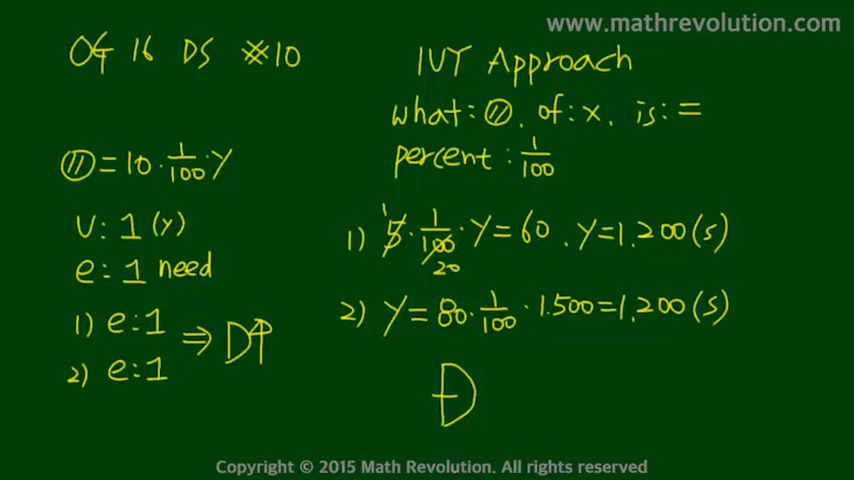 www.mathrevolution.com
OG 16 DS ※10
IVY Approach
what: ⑪. of: x. is: =
percent: 1/100
⑪ = 10 · 1/100 · Y
V: 1 (y)
e: 1 need
1) e: 1
2) e: 1
⇒ D↑
1) 5 · 1/100 · Y = 60. Y = 1.200 (s)
1
20
2) Y = 80 · 1/100 · 1.500 = 1.200 (s)
D
Copyright © 2015 Math Revolution. All rights reserved